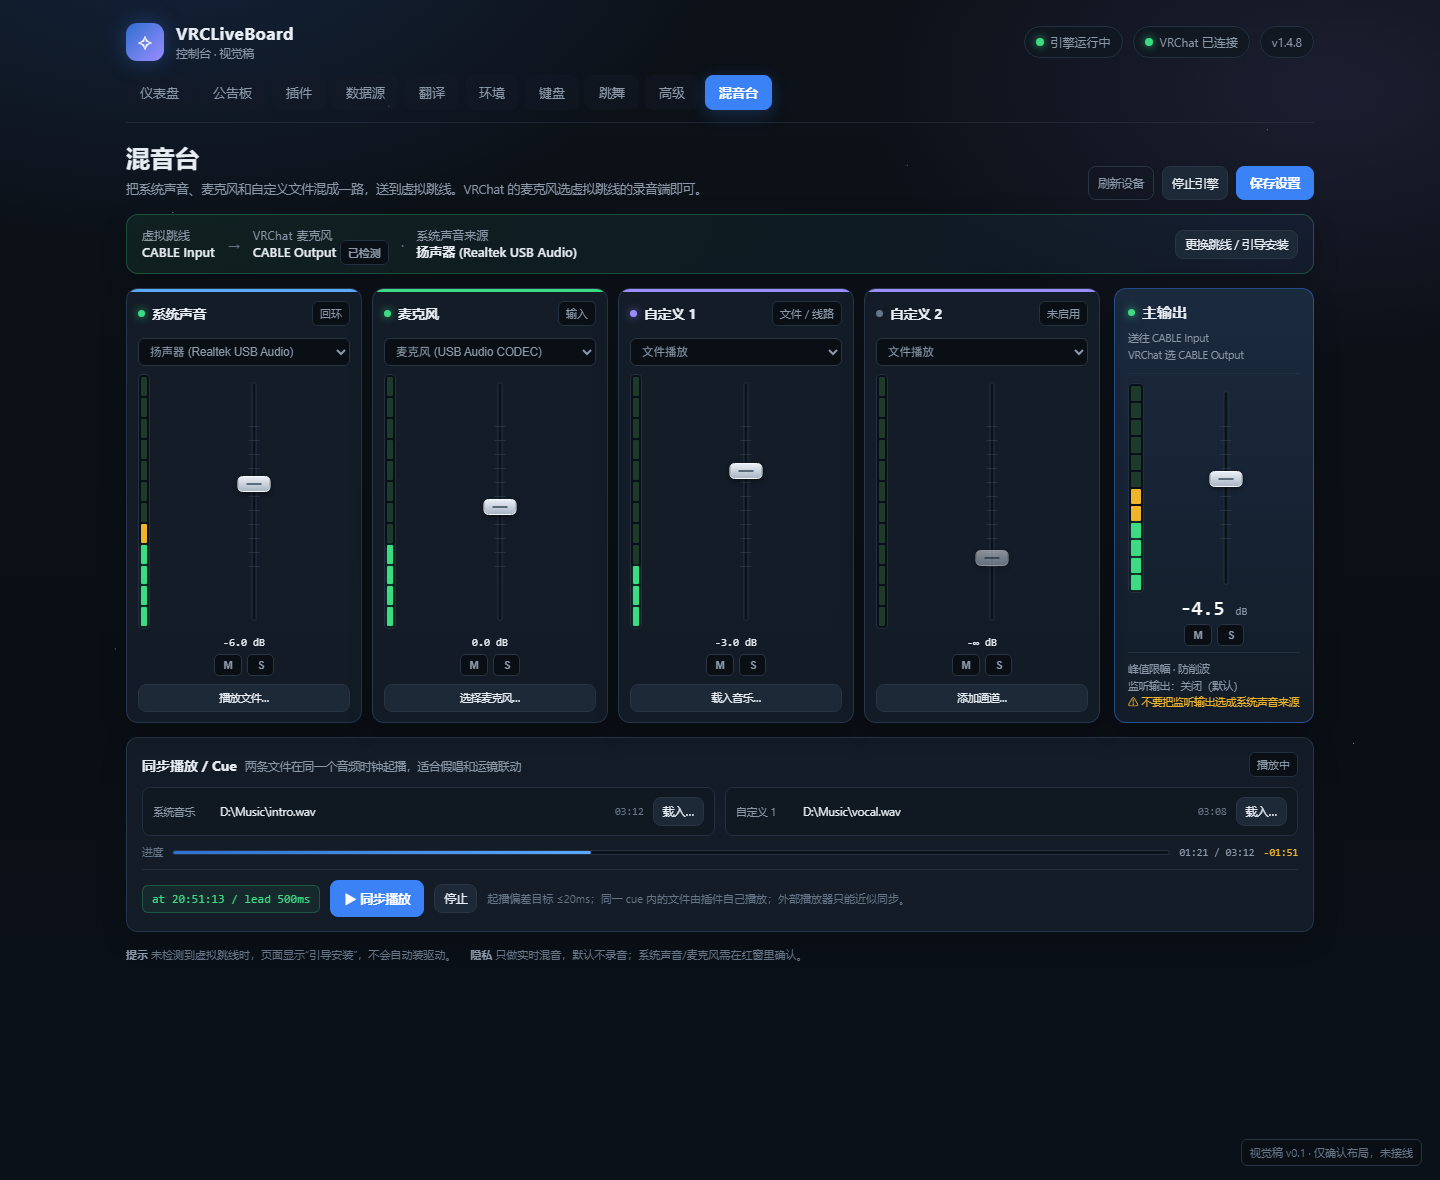 VRCLiveBoard
控制台 · 视觉稿
引擎运行中
VRChat 已连接
v1.4.8
仪表盘 公告板 插件 数据源 翻译 环境 键盘 跳舞 高级 混音台
混音台
把系统声音、麦克风和自定义文件混成一路，送到虚拟跳线。VRChat 的麦克风选虚拟跳线的录音端即可。
刷新设备 停止引擎 保存设置
虚拟跳线
CABLE Input
→
VRChat 麦克风
CABLE Output 已检测
·
系统声音来源
扬声器 (Realtek USB Audio)
更换跳线 / 引导安装
系统声音 回环
扬声器 (Realtek USB Audio)
-6.0 dB
M S
播放文件...
麦克风 输入
麦克风 (USB Audio CODEC)
0.0 dB
M S
选择麦克风...
自定义 1 文件 / 线路
文件播放
-3.0 dB
M S
载入音乐...
自定义 2 未启用
文件播放
-∞ dB
M S
添加通道...
主输出
送往 CABLE Input
VRChat 选 CABLE Output
-4.5 dB
M S
峰值限幅 · 防削波
监听输出：关闭（默认）
⚠ 不要把监听输出选成系统声音来源
同步播放 / Cue 两条文件在同一个音频时钟起播，适合假唱和运镜联动
播放中
系统音乐 D:\Music\intro.wav 03:12 载入...
自定义 1 D:\Music\vocal.wav 03:08 载入...
进度 01:21 / 03:12 -01:51
at 20:51:13 / lead 500ms
▶ 同步播放
停止
起播偏差目标 ≤20ms；同一 cue 内的文件由插件自己播放；外部播放器只能近似同步。
提示 未检测到虚拟跳线时，页面显示“引导安装”，不会自动装驱动。 隐私 只做实时混音，默认不录音；系统声音/麦克风需在红窗里确认。
视觉稿 v0.1 · 仅确认布局，未接线